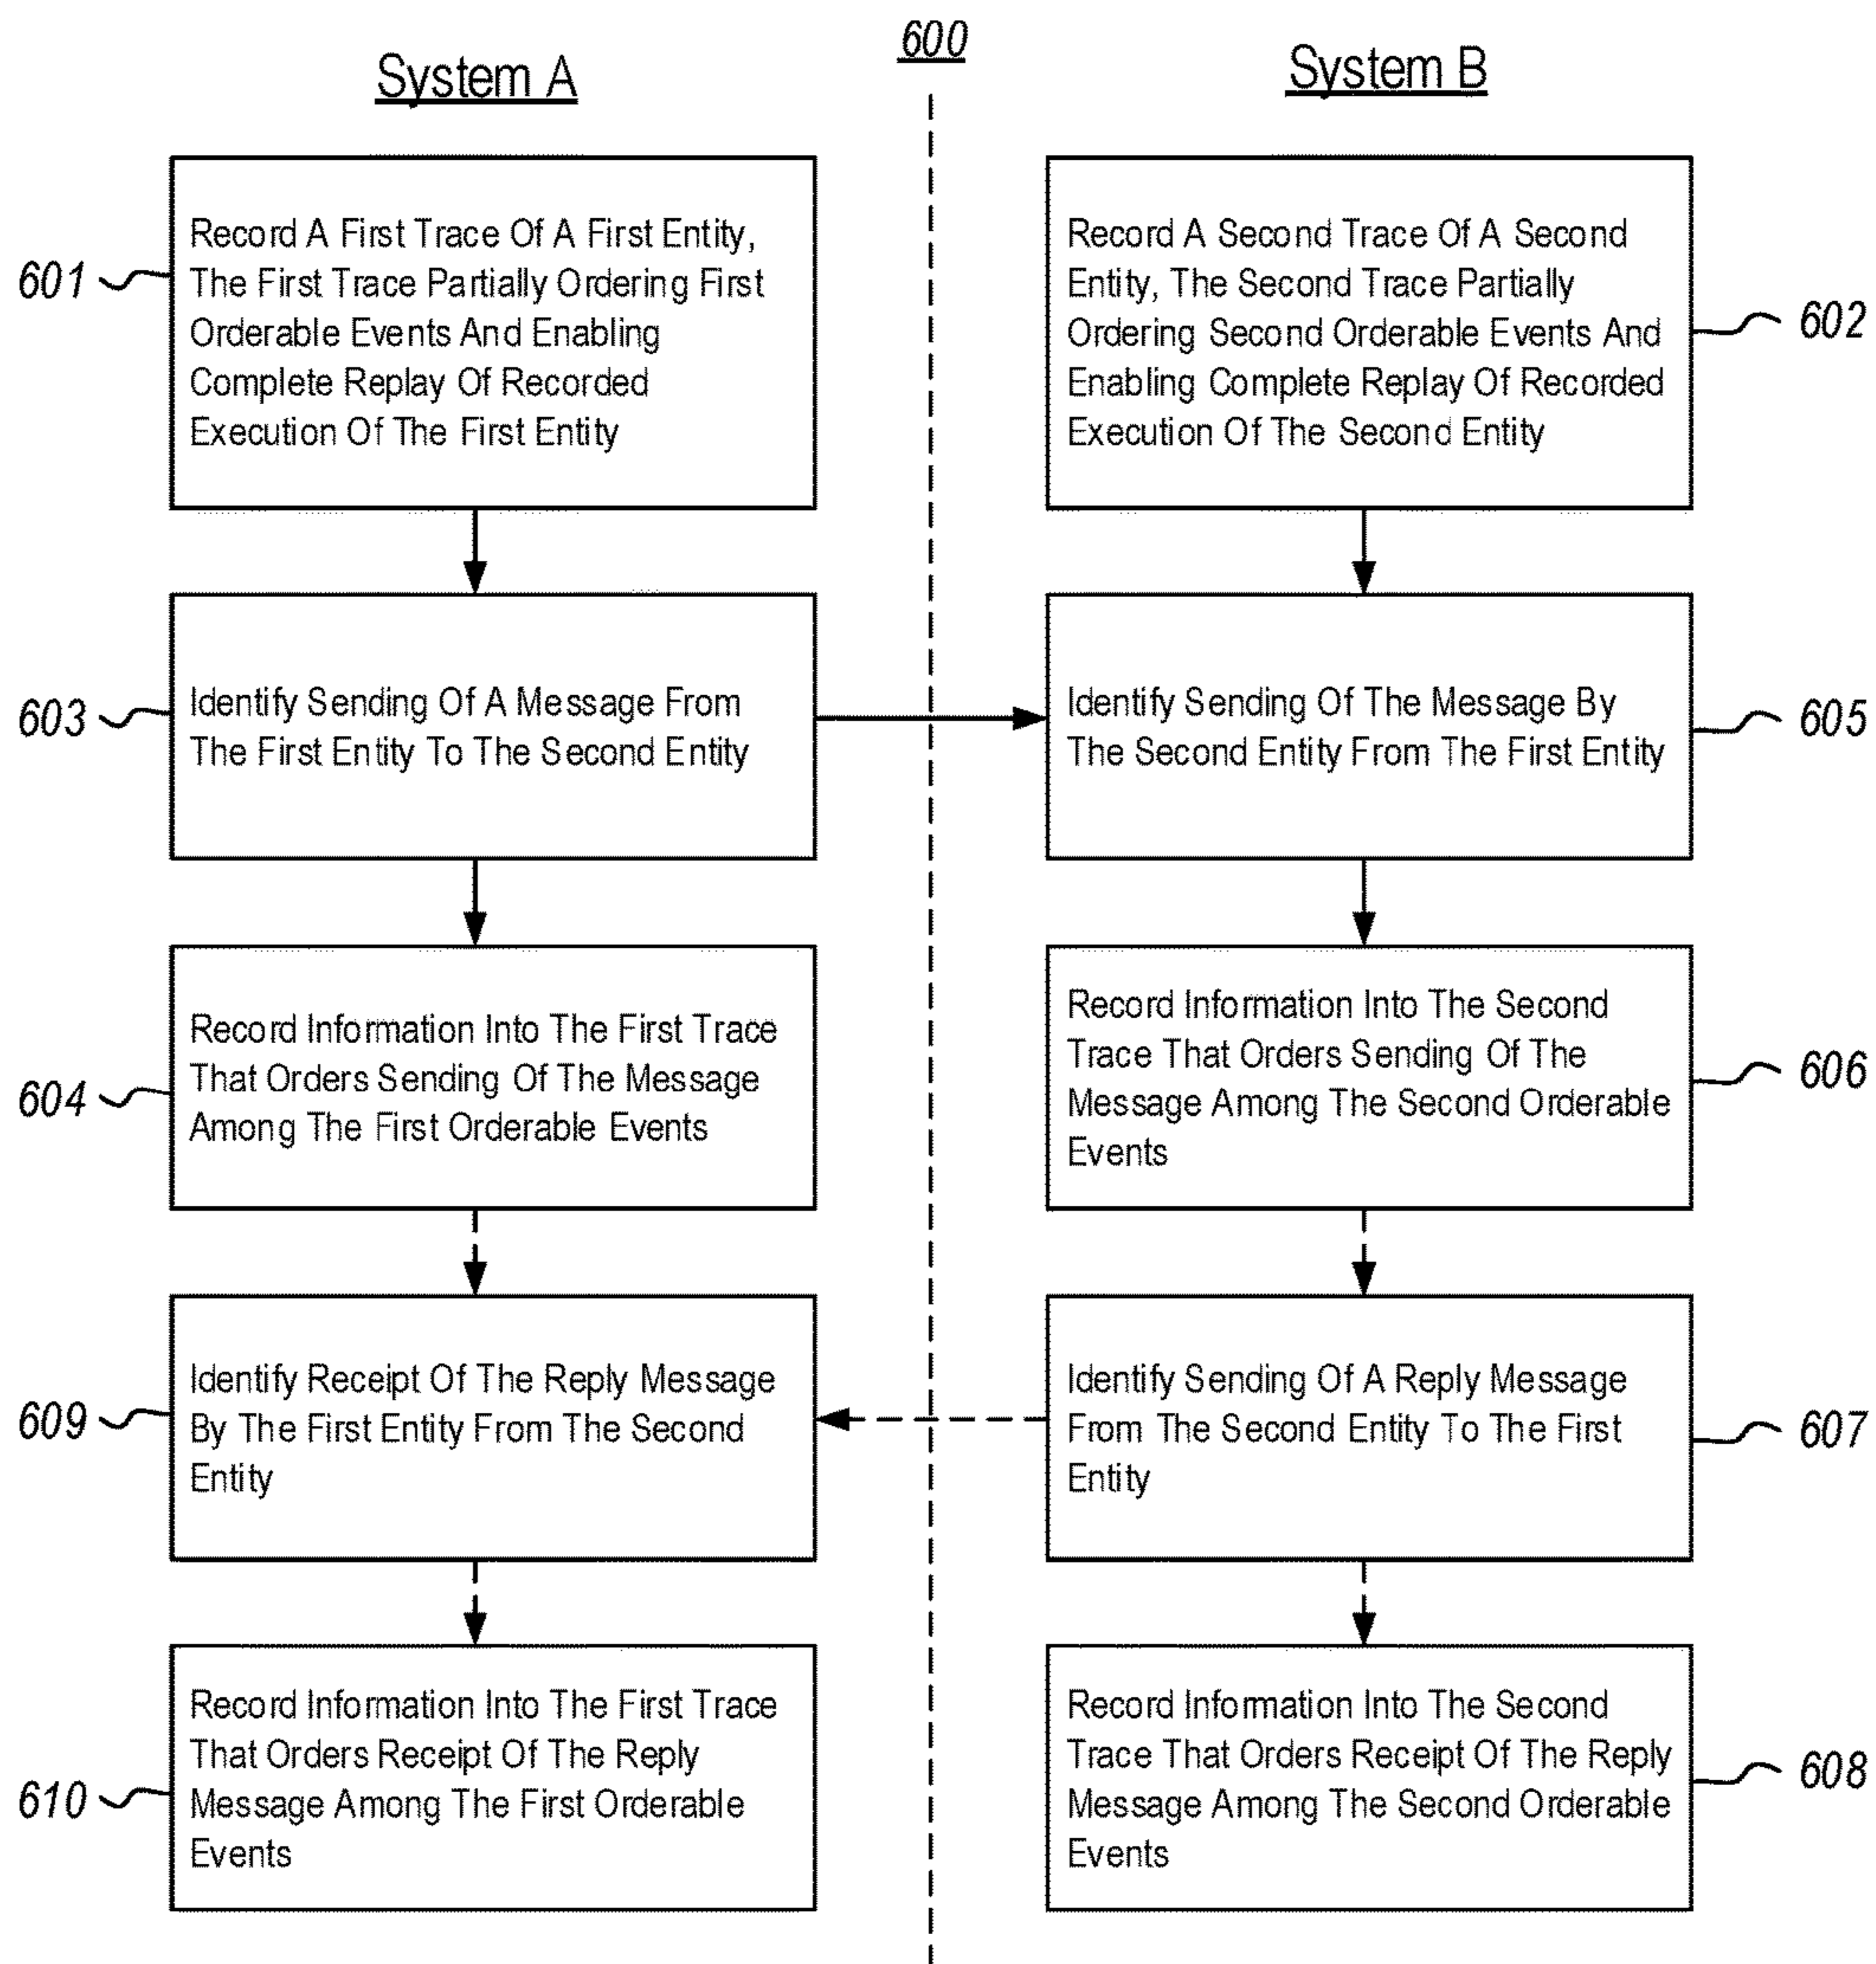 600
System A
System B
601
Record A First Trace Of A First Entity,
The First Trace Partially Ordering First
Orderable Events And Enabling
Complete Replay Of Recorded
Execution Of The First Entity
Record A Second Trace Of A Second
Entity, The Second Trace Partially
Ordering Second Orderable Events And
Enabling Complete Replay Of Recorded
Execution Of The Second Entity
602
603
Identify Sending Of A Message From
The First Entity To The Second Entity
Identify Sending Of The Message By
The Second Entity From The First Entity
605
604
Record Information Into The First Trace
That Orders Sending Of The Message
Among The First Orderable Events
Record Information Into The Second
Trace That Orders Sending Of The
Message Among The Second Orderable
Events
606
609
Identify Receipt Of The Reply Message
By The First Entity From The Second
Entity
Identify Sending Of A Reply Message
From The Second Entity To The First
Entity
607
610
Record Information Into The First Trace
That Orders Receipt Of The Reply
Message Among The First Orderable
Events
Record Information Into The Second
Trace That Orders Receipt Of The Reply
Message Among The Second Orderable
Events
608